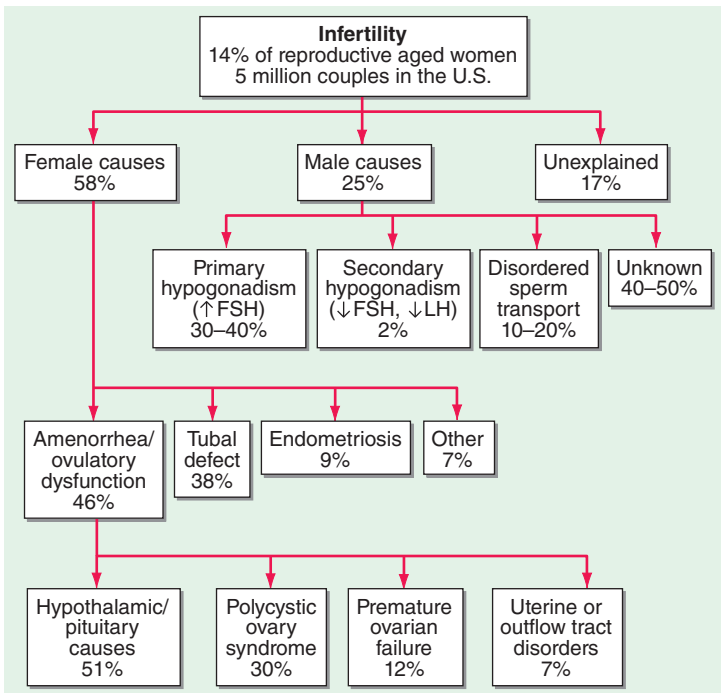 Infertility
14% of reproductive aged women
5 million couples in the U.S.
Female causes
58%
Male causes
25%
Unexplained
17%
Primary
hypogonadism
(↑FSH)
30–40%
Secondary
hypogonadism
(↓FSH, ↓LH)
2%
Disordered
sperm
transport
10–20%
Unknown
40–50%
Amenorrhea/
ovulatory
dysfunction
46%
Tubal
defect
38%
Endometriosis
9%
Other
7%
Hypothalamic/
pituitary
causes
51%
Polycystic
ovary
syndrome
30%
Premature
ovarian
failure
12%
Uterine or
outflow tract
disorders
7%